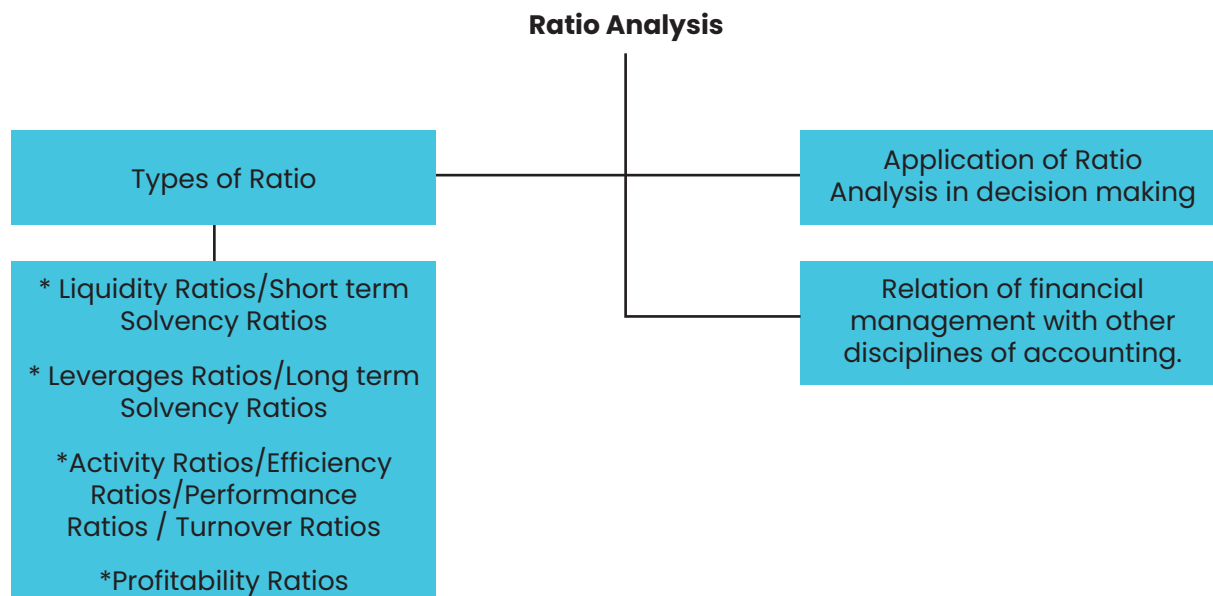 Ratio Analysis
Types of Ratio
* Liquidity Ratios/Short term
Solvency Ratios
* Leverages Ratios/Long term
Solvency Ratios
*Activity Ratios/Efficiency
Ratios/Performance
Ratios / Turnover Ratios
*Profitability Ratios
Application of Ratio
Analysis in decision making
Relation of financial
management with other
disciplines of accounting.